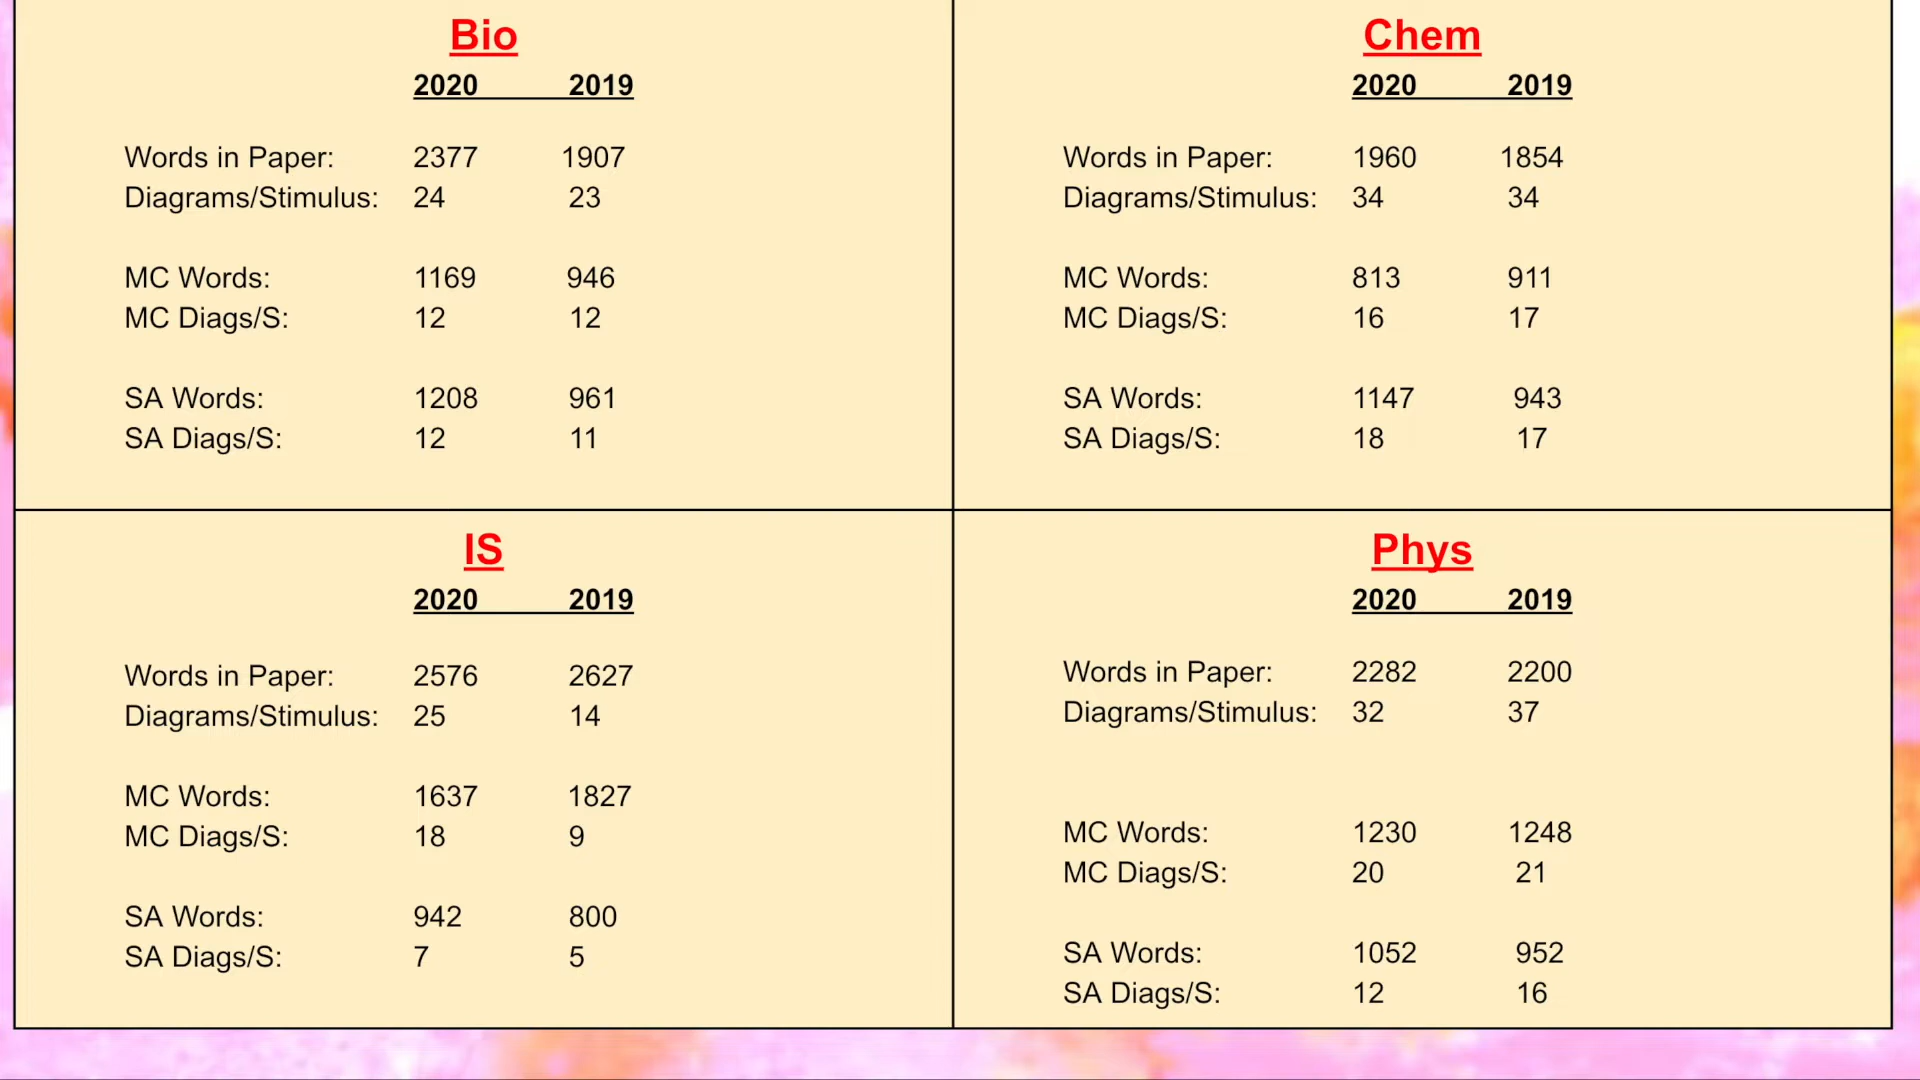 Bio
2020 2019
Words in Paper: 2377 1907
Diagrams/Stimulus: 24 23
MC Words: 1169 946
MC Diags/S: 12 12
SA Words: 1208 961
SA Diags/S: 12 11
Chem
2020 2019
Words in Paper: 1960 1854
Diagrams/Stimulus: 34 34
MC Words: 813 911
MC Diags/S: 16 17
SA Words: 1147 943
SA Diags/S: 18 17
IS
2020 2019
Words in Paper: 2576 2627
Diagrams/Stimulus: 25 14
MC Words: 1637 1827
MC Diags/S: 18 9
SA Words: 942 800
SA Diags/S: 7 5
Phys
2020 2019
Words in Paper: 2282 2200
Diagrams/Stimulus: 32 37
MC Words: 1230 1248
MC Diags/S: 20 21
SA Words: 1052 952
SA Diags/S: 12 16